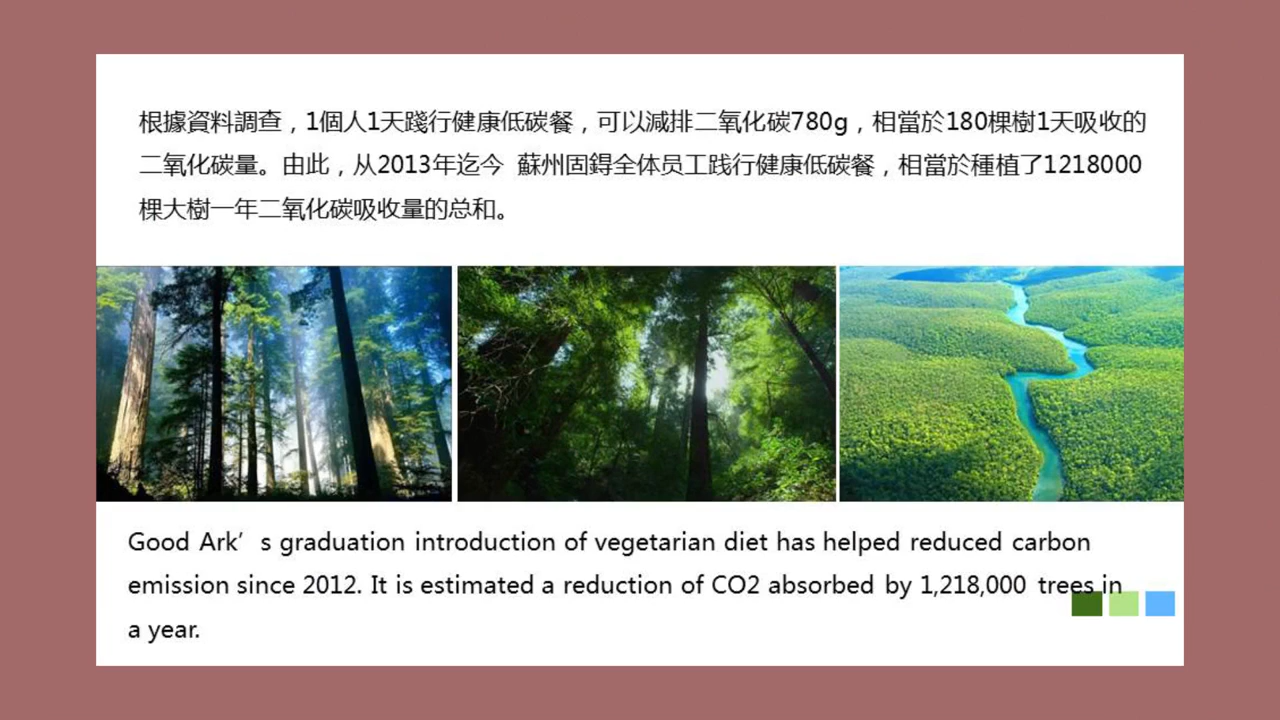 根據資料調查，1個人1天踐行健康低碳餐，可以減排二氧化碳780g，相當於180棵樹1天吸收的
二氧化碳量。由此，从2013年迄今 蘇州固鍀全体员工践行健康低碳餐，相當於種植了1218000
棵大樹一年二氧化碳吸收量的总和。
Good Ark’s graduation introduction of vegetarian diet has helped reduced carbon
emission since 2012. It is estimated a reduction of CO2 absorbed by 1,218,000 trees in
a year.